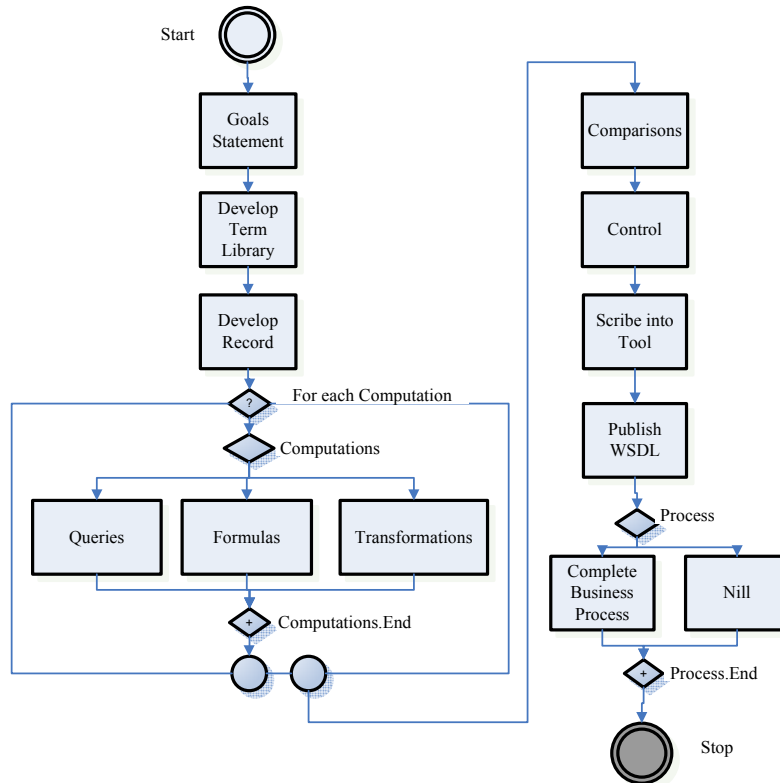 Start
Goals
Statement
Develop
Term
Library
Develop
Record
?
For each Computation
Computations
Queries
Formulas
Transformations
+
Computations.End
Comparisons
Control
Scribe into
Tool
Publish
WSDL
Process
Complete
Business
Process
Nill
+
Process.End
Stop